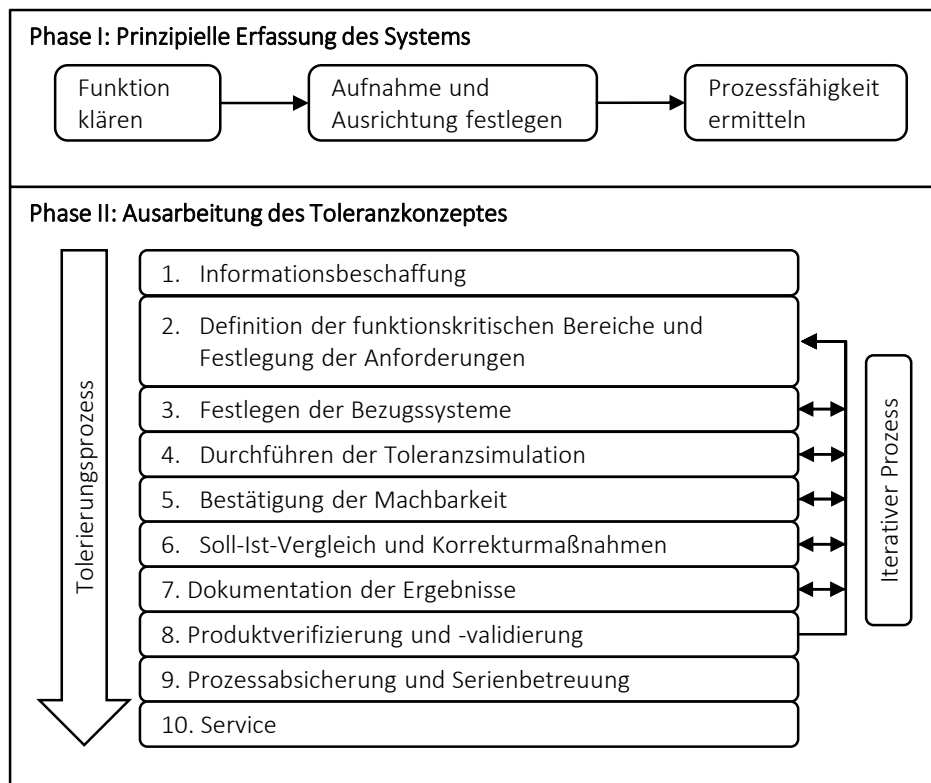 Phase I: Prinzipielle Erfassung des Systems
Funktion
klären
Aufnahme und
Ausrichtung festlegen
Prozessfähigkeit
ermitteln
Phase II: Ausarbeitung des Toleranzkonzeptes
Tolerierungsprozess
1. Informationsbeschaffung
2. Definition der funktionskritischen Bereiche und
Festlegung der Anforderungen
3. Festlegen der Bezugssysteme
4. Durchführen der Toleranzsimulation
5. Bestätigung der Machbarkeit
6. Soll-Ist-Vergleich und Korrekturmaßnahmen
7. Dokumentation der Ergebnisse
8. Produktverifizierung und -validierung
9. Prozessabsicherung und Serienbetreuung
10. Service
Iterativer Prozess